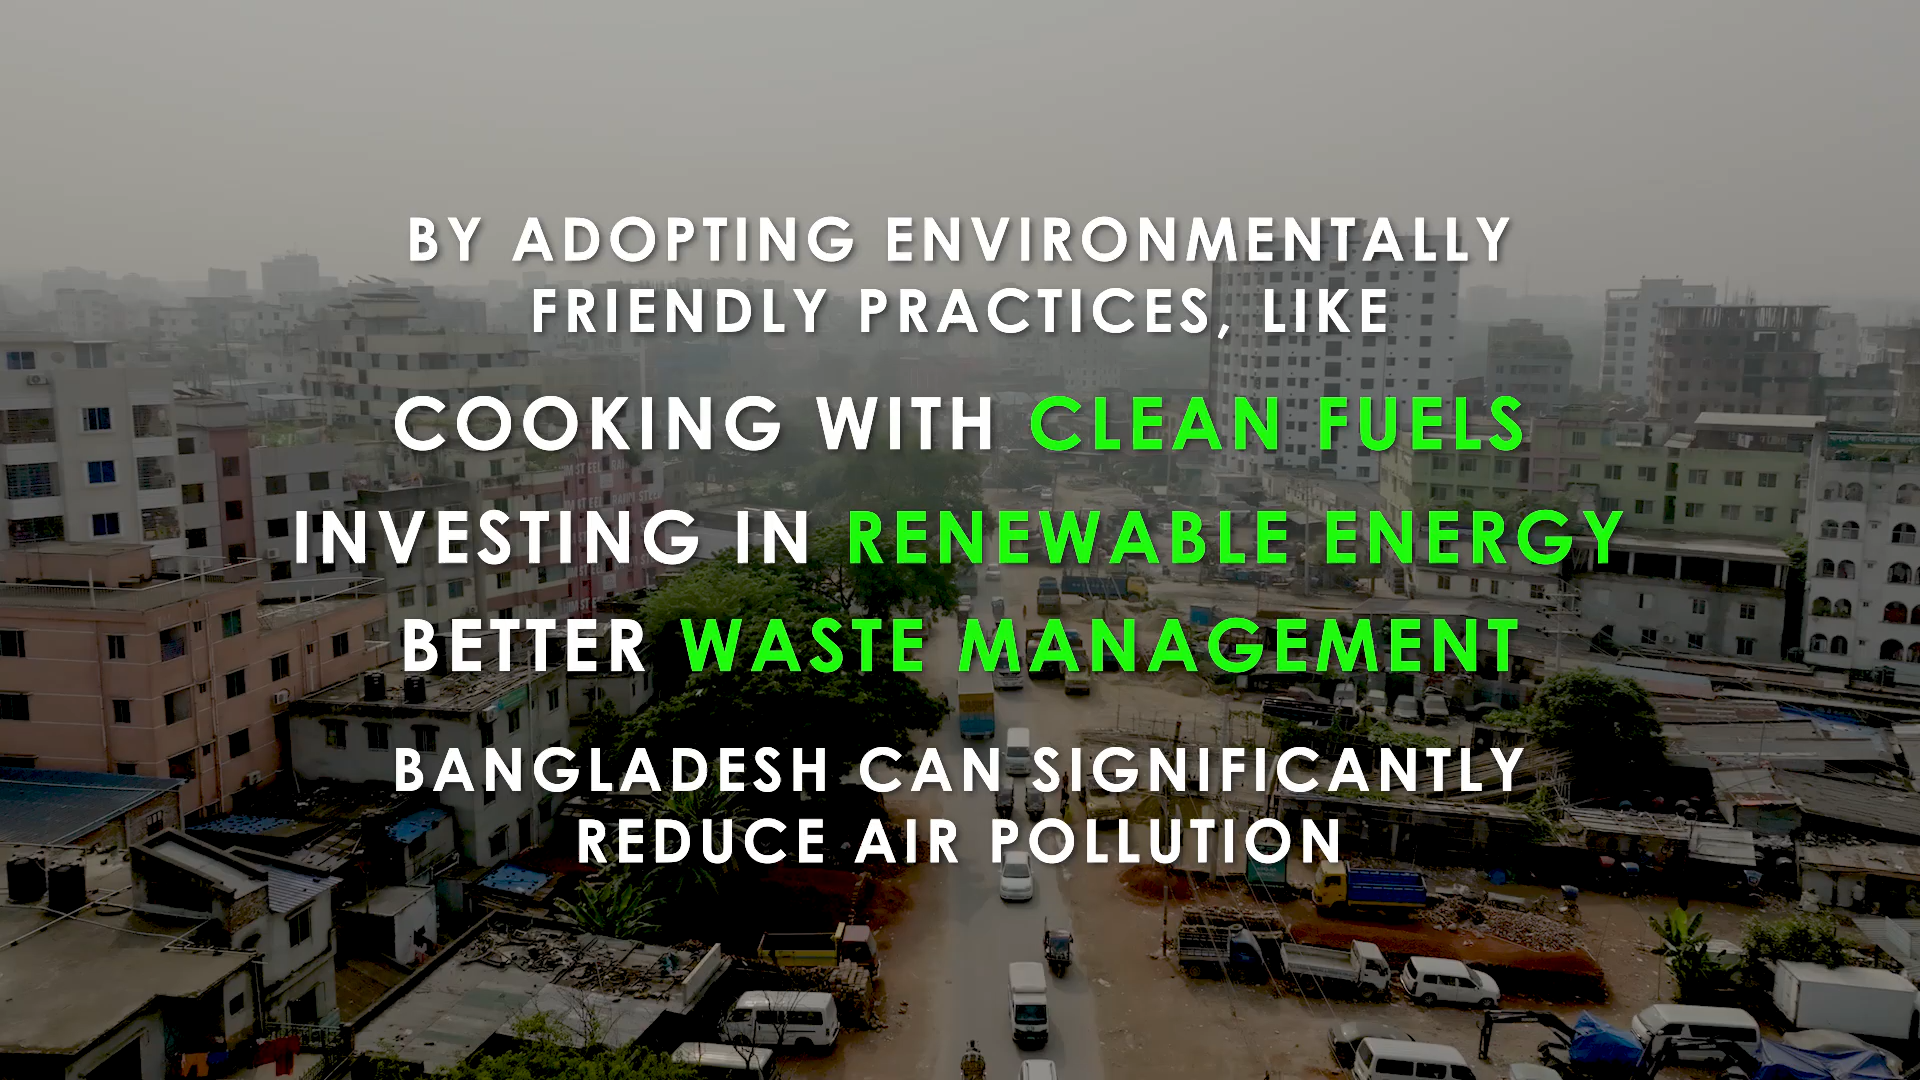 BY ADOPTING ENVIRONMENTALLY
FRIENDLY PRACTICES, LIKE
COOKING WITH CLEAN FUELS
INVESTING IN RENEWABLE ENERGY
BETTER WASTE MANAGEMENT
BANGLADESH CAN SIGNIFICANTLY
REDUCE AIR POLLUTION